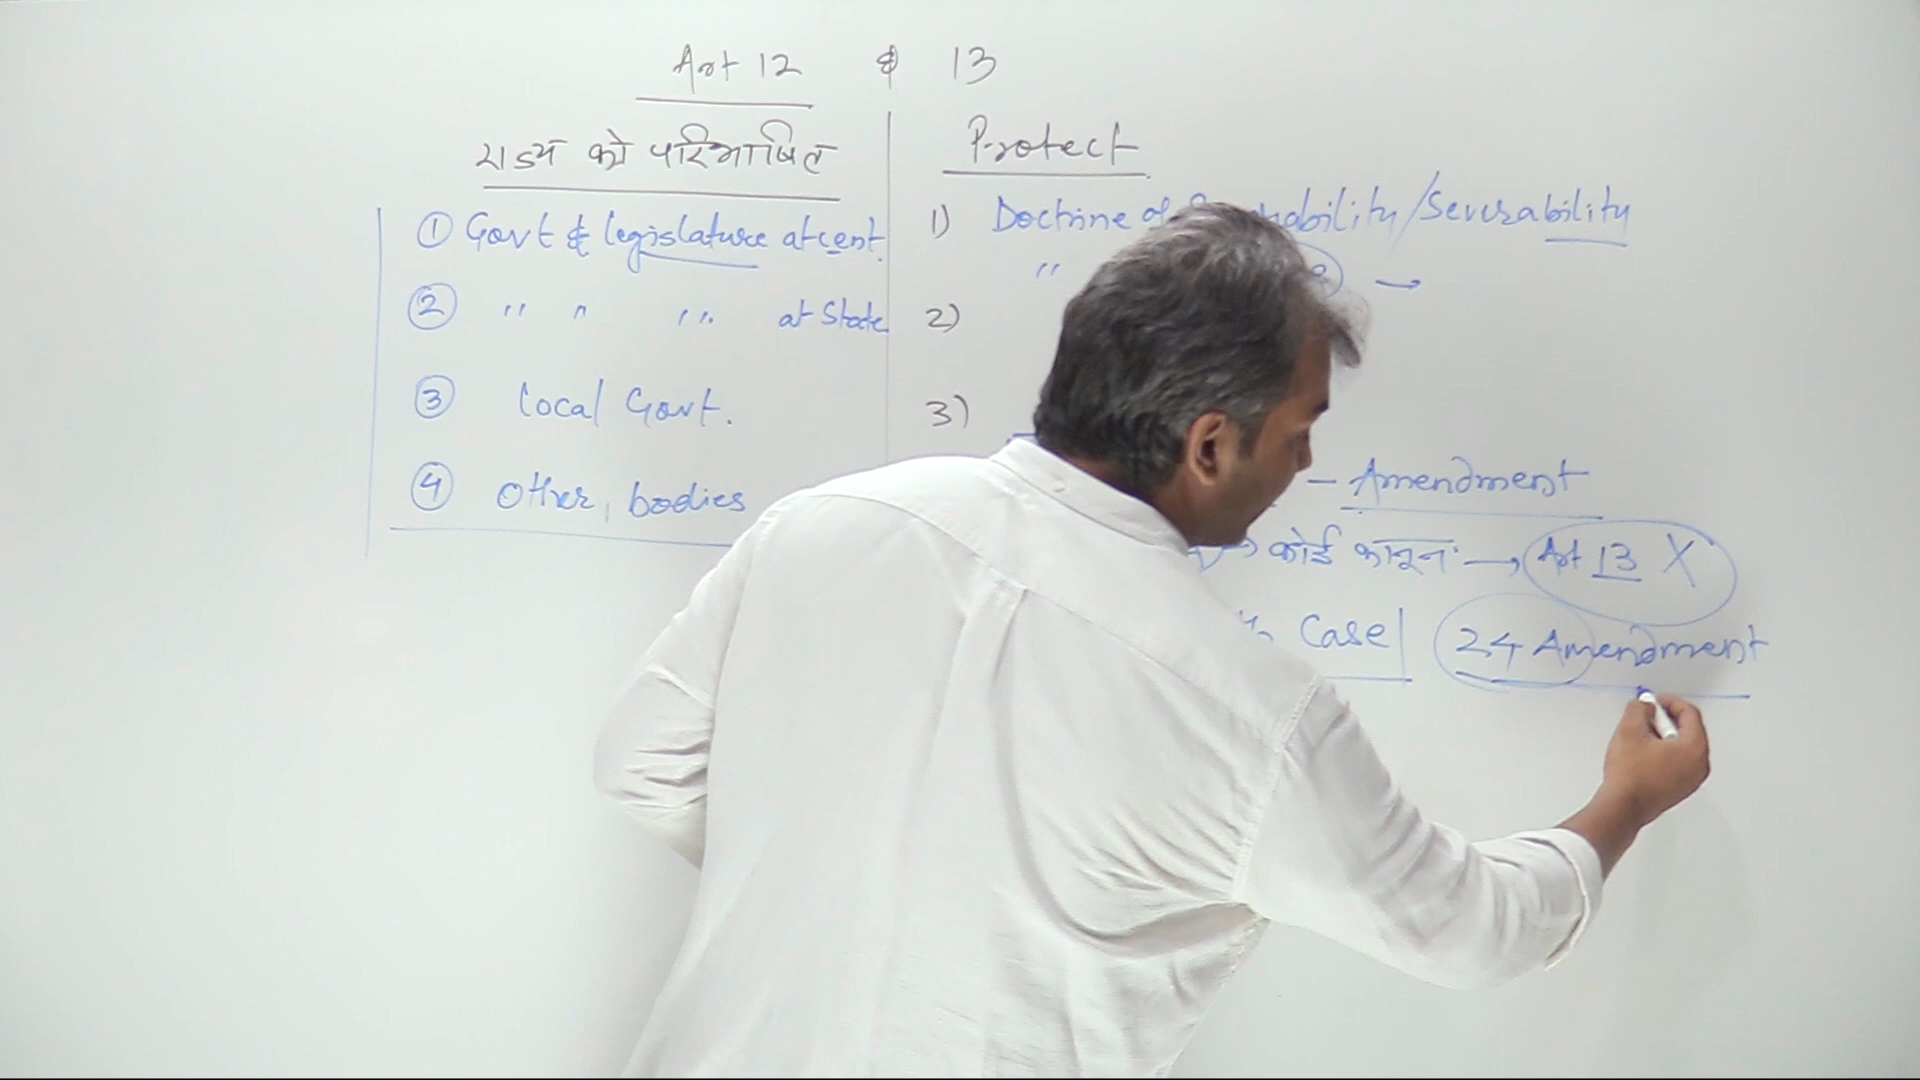 Art 12 & 13
राज्य को परिभाषित
① Govt & legislature at cent.
② " " " at State
③ Local Govt.
④ Other, bodies
Protect
1) Doctrine of /Severability
" →
2)
3)
- Amendment
→ कोई कानून → Art 13 X
Case | 24 Amendment